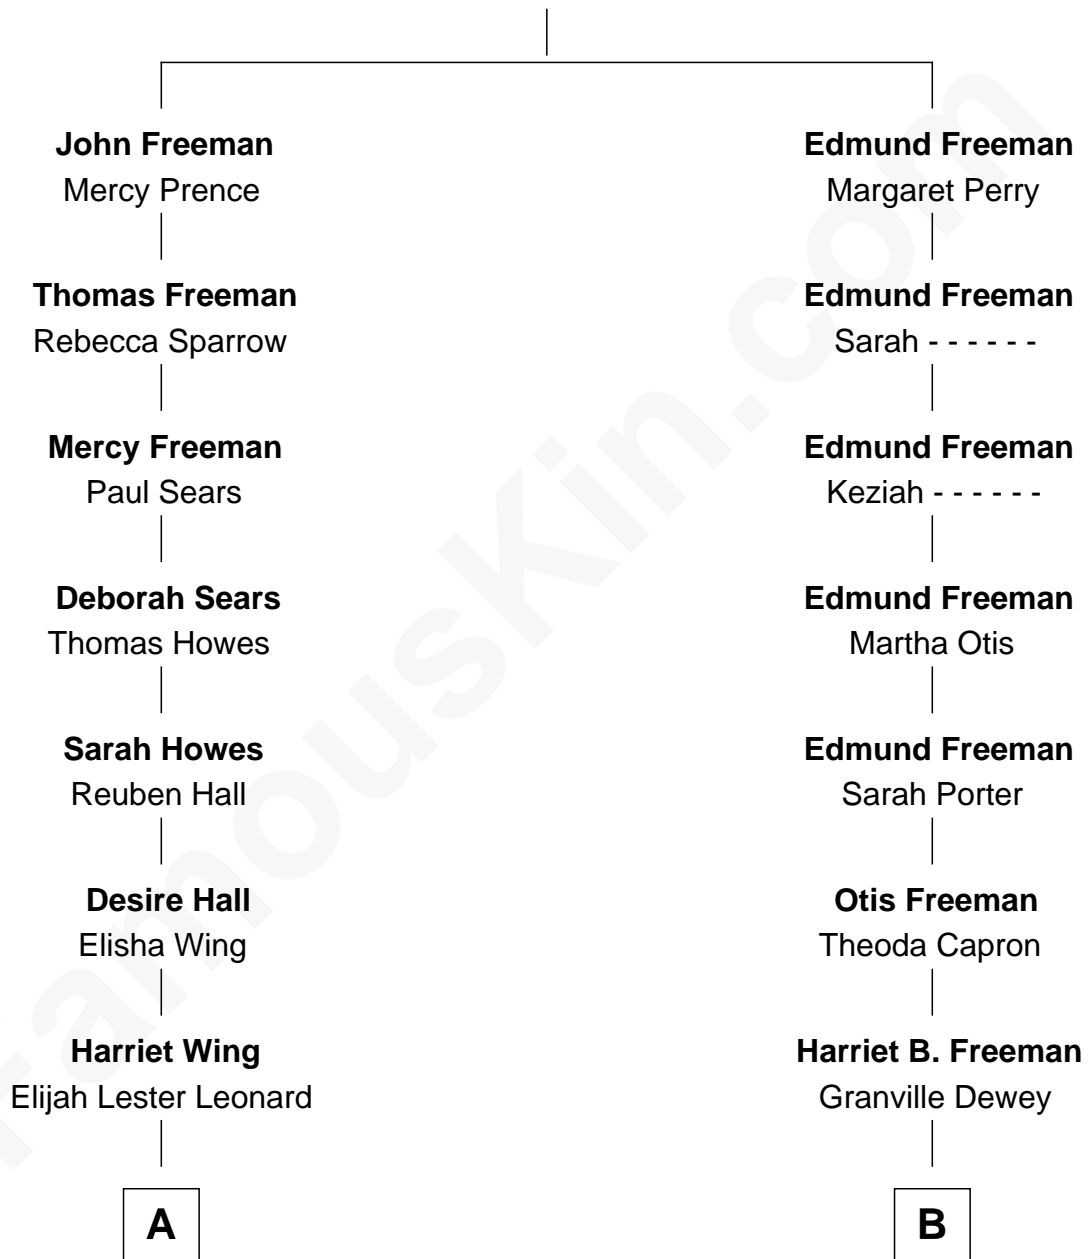 John Freeman
Mercy Prence
Thomas Freeman
Rebecca Sparrow
Mercy Freeman
Paul Sears
Deborah Sears
Thomas Howes
Sarah Howes
Reuben Hall
Desire Hall
Elisha Wing
Harriet Wing
Elijah Lester Leonard
A
Edmund Freeman
Margaret Perry
Edmund Freeman
Sarah - - - - - -
Edmund Freeman
Keziah - - - - - -
Edmund Freeman
Martha Otis
Edmund Freeman
Sarah Porter
Otis Freeman
Theoda Capron
Harriet B. Freeman
Granville Dewey
B
FamousKin.com